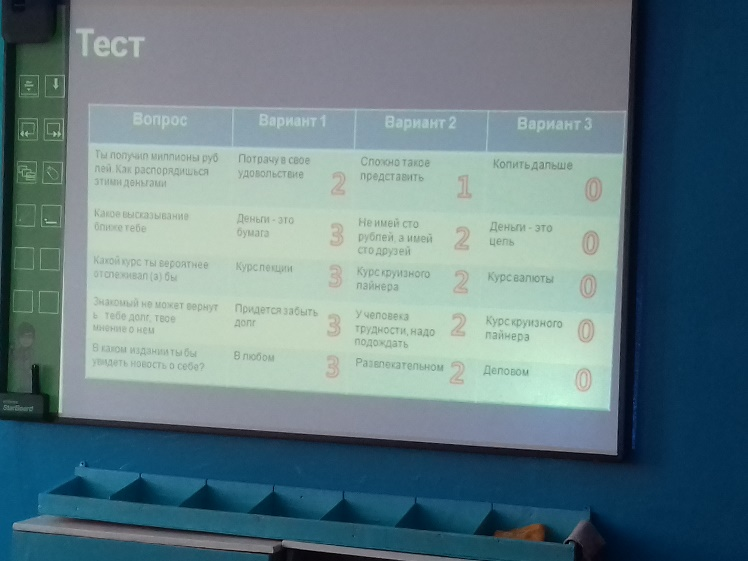 Тест
Вопрос Вариант 1 Вариант 2 Вариант 3
Ты получил миллионы руб
лей. Как распорядишься
этими деньгами
Потрачу в свое
удовольствие
2
Сложно такое
представить
1
Копить дальше
0
Какое высказывание
ближе тебе
Деньги - это
бумага
3
Не имей сто
рублей, а имей
сто друзей
2
Деньги - это
цель
0
Какой курс ты вероятнее
отслеживал (а) бы
Курс лекции
3
Курс круизного
лайнера
2
Курс валюты
0
Знакомый не может вернут
ь тебе долг, твое
мнение о нем
Придется забыть
долг
3
У человека
трудности, надо
подождать
2
Курс круизного
лайнера
0
В каком издании ты бы
увидеть новость о себе?
В любом
3
Развлекательном
2
Деловом
0
StarBoard